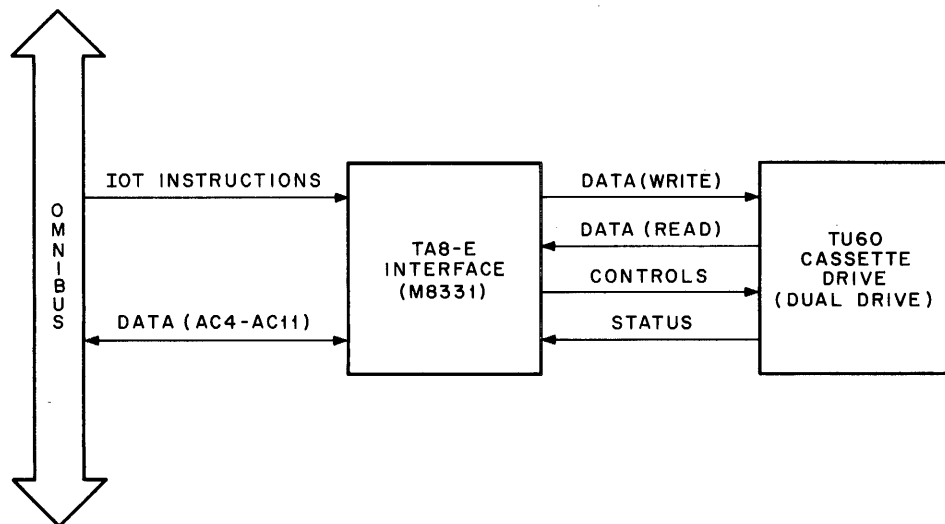 OMNIBUS
IOT INSTRUCTIONS
DATA (AC4-AC11)
TA8-E
INTERFACE
(M8331)
DATA (WRITE)
DATA (READ)
CONTROLS
STATUS
TU60
CASSETTE
DRIVE
(DUAL DRIVE)